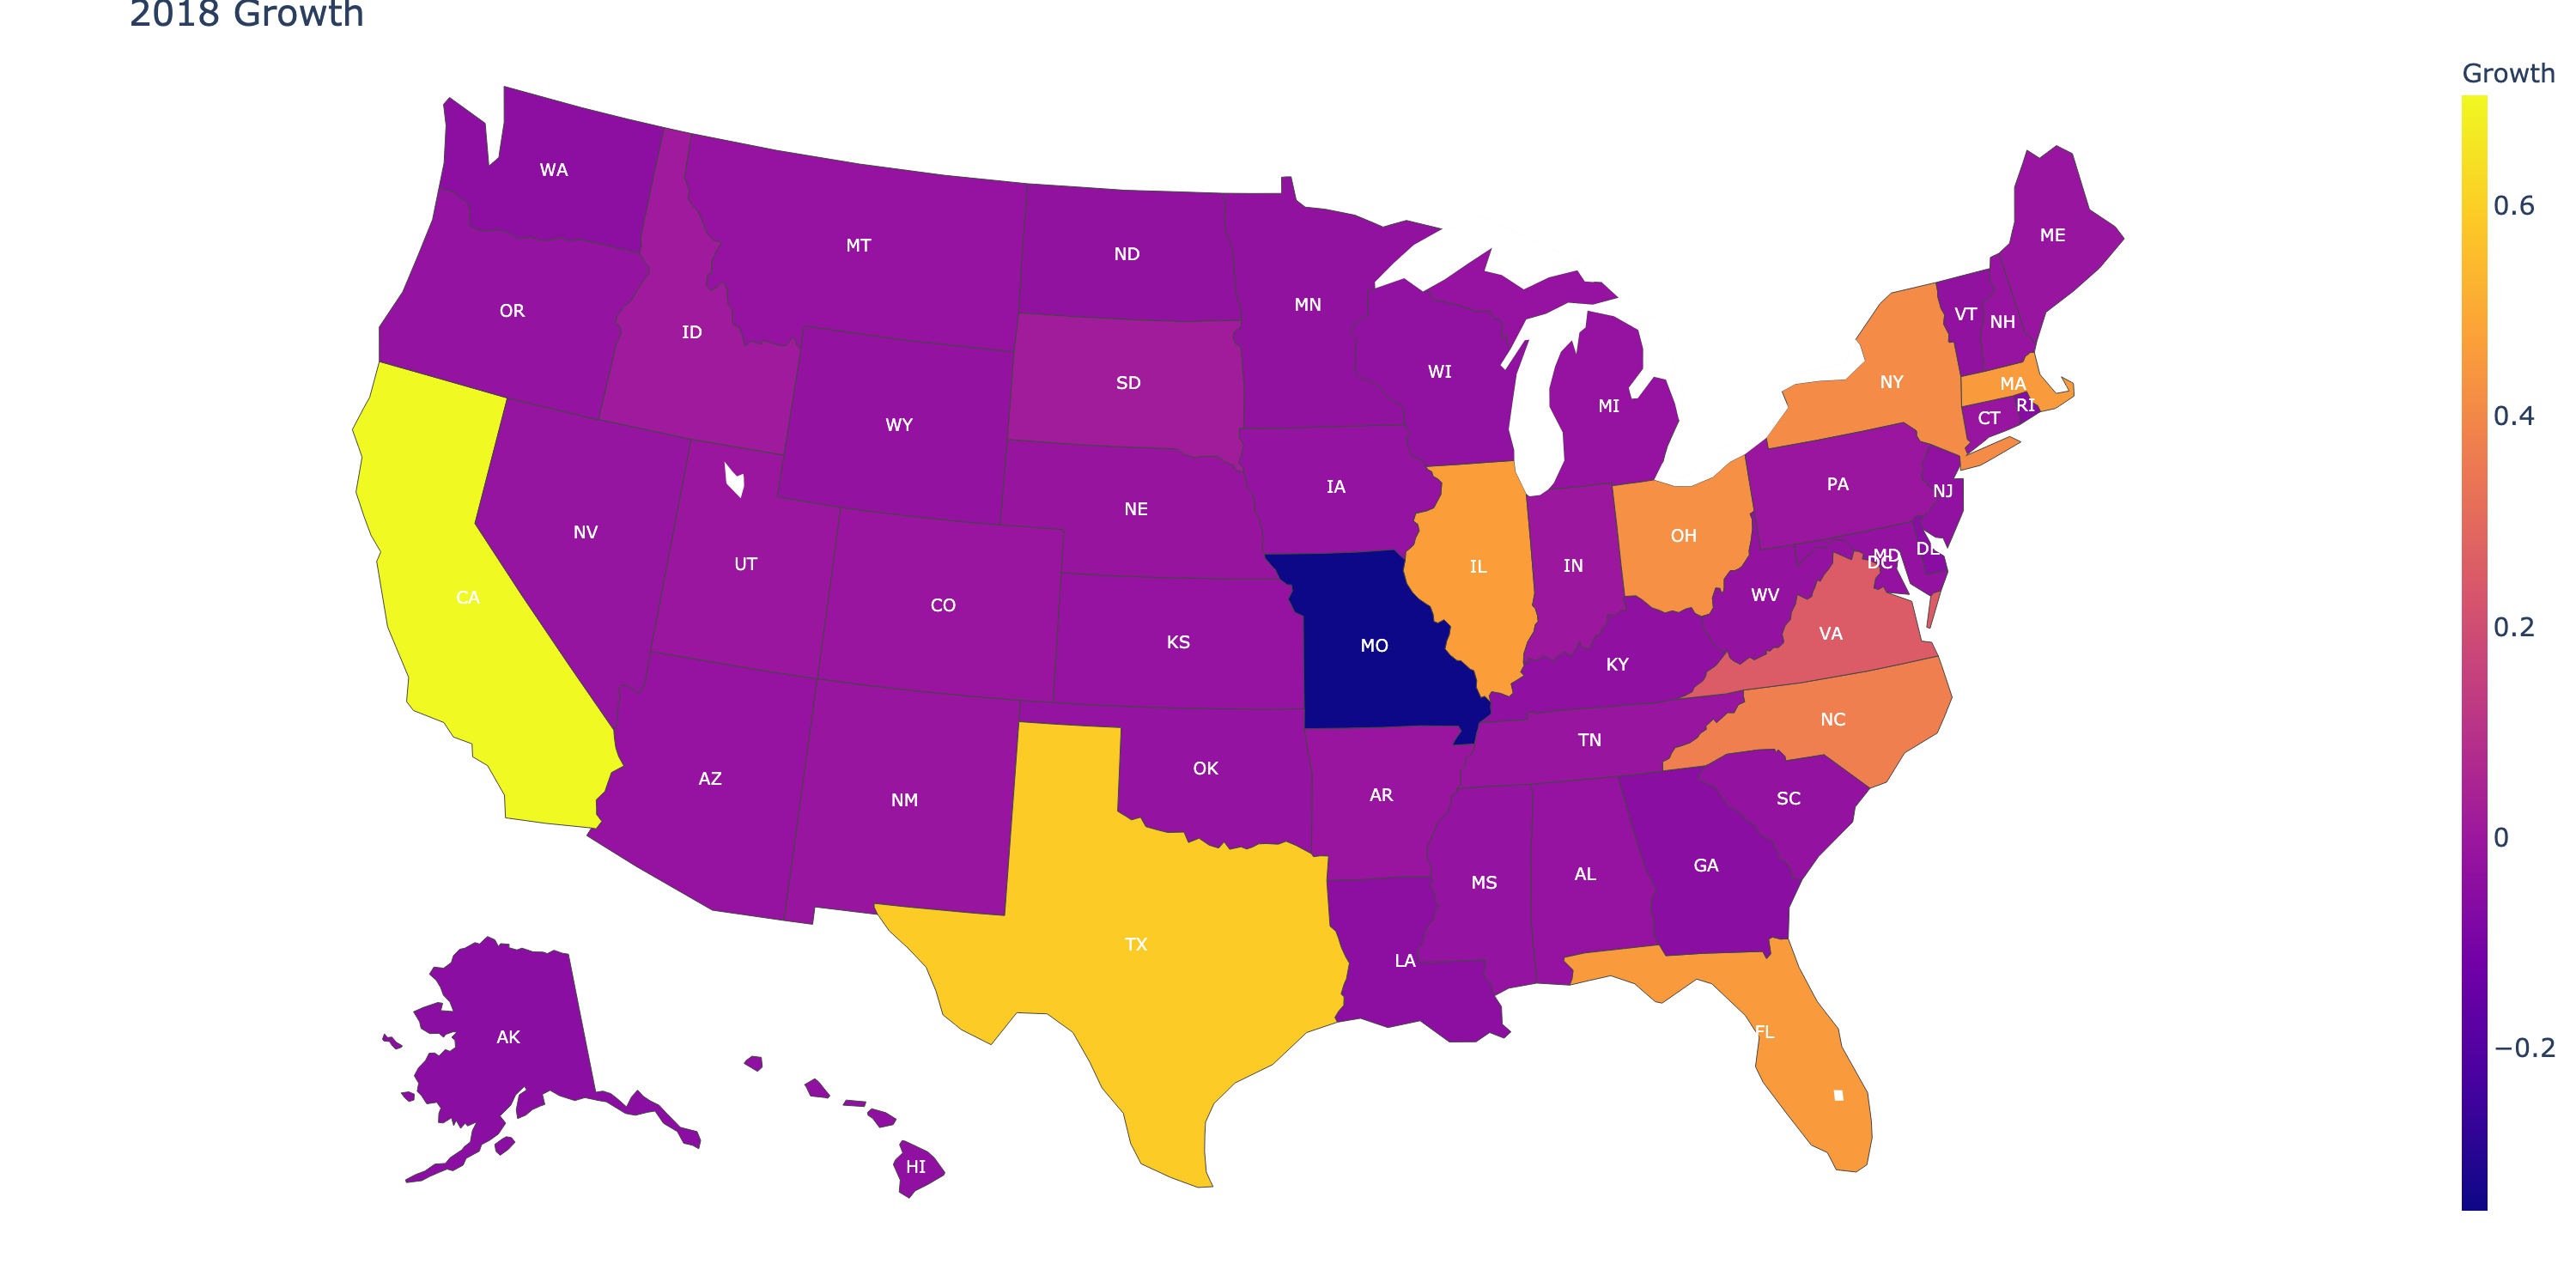 2018 Growth
Growth
0.6
0.4
0.2
0
−0.2
WA
MT
ND
MN
ME
OR
ID
SD
WI
MI
VT
NH
NY
MA
RI
CT
WY
NE
IA
PA
NJ
NV
UT
CO
KS
MO
IL
IN
OH
MD
DC
DE
WV
VA
KY
CA
AZ
NM
OK
AR
TN
NC
SC
TX
LA
MS
AL
GA
FL
AK
HI